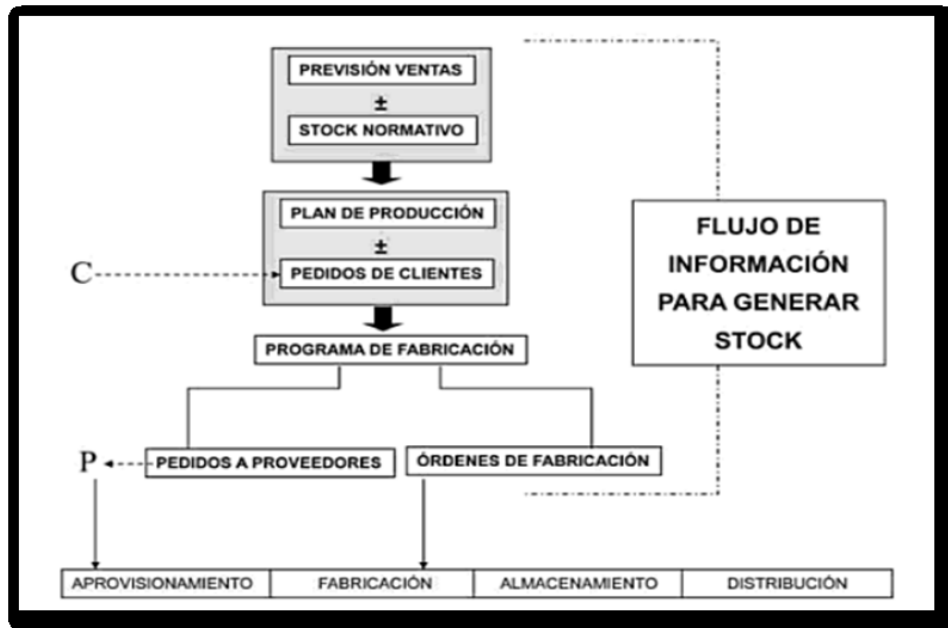 PREVISIÓN VENTAS
±
STOCK NORMATIVO
PLAN DE PRODUCCIÓN
±
C
PEDIDOS DE CLIENTES
FLUJO DE
INFORMACIÓN
PARA GENERAR
STOCK
PROGRAMA DE FABRICACIÓN
P
PEDIDOS A PROVEEDORES
ÓRDENES DE FABRICACIÓN
APROVISIONAMIENTO
FABRICACIÓN
ALMACENAMIENTO
DISTRIBUCIÓN